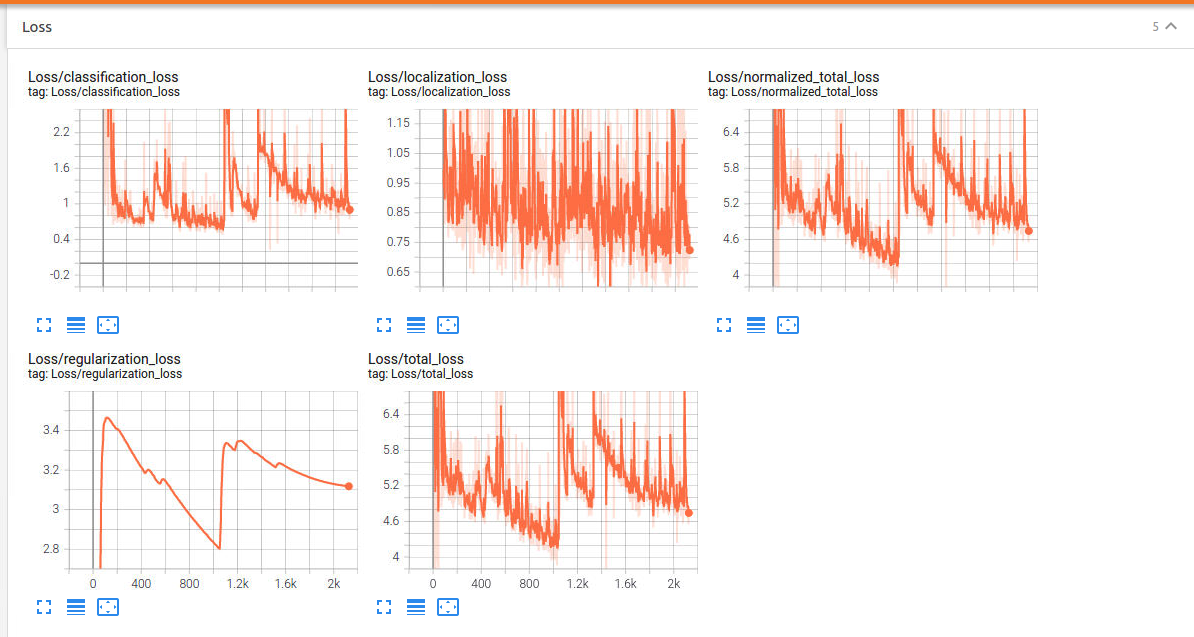 Loss
5
Loss/classification_loss
tag: Loss/classification_loss
2.2
1.6
1
0.4
-0.2
Loss/localization_loss
tag: Loss/localization_loss
1.15
1.05
0.95
0.85
0.75
0.65
Loss/normalized_total_loss
tag: Loss/normalized_total_loss
6.4
5.8
5.2
4.6
4
Loss/regularization_loss
tag: Loss/regularization_loss
3.4
3.2
3
2.8
0 400 800 1.2k 1.6k 2k
Loss/total_loss
tag: Loss/total_loss
6.4
5.8
5.2
4.6
4
0 400 800 1.2k 1.6k 2k